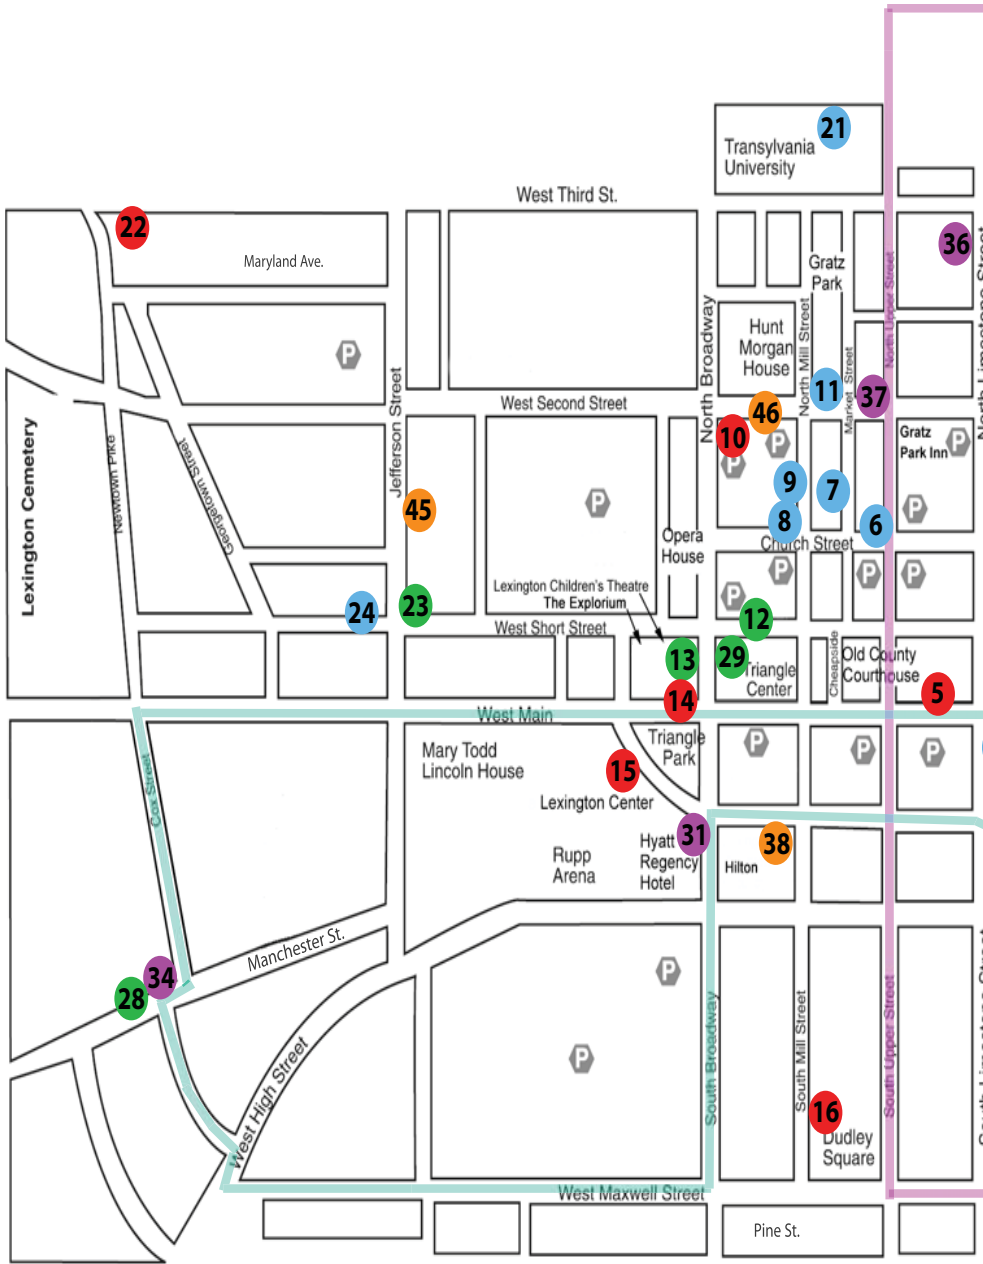 21
Transylvania
University
West Third St.
22
Maryland Ave.
36
Gratz
Park
North Upper Street
North Limestone Street
P
Hunt
Morgan
House
North Broadway
North Mill Street
Market Street
Jefferson Street
11
37
West Second Street
46
10
P
P
Gratz
Park Inn
P
Lexington Cemetery
Newtown Pike
Georgetown Street
45
P
9
7
8
6
P
Opera
House
Church Street
Lexington Children's Theatre
The Explorium
P
P
P
P
24
23
12
West Short Street
13
29
Triangle
Center
Cheapside
Old County
Courthouse
14
5
West Main
Mary Todd
Lincoln House
Triangle
Park
P
P
P
15
Cox Street
Lexington Center
31
Hyatt
Regency
Hotel
38
Hilton
Rupp
Arena
Manchester St.
34
28
P
P
West High Street
South Broadway
South Mill Street
South Upper Street
South Limestone Street
16
Dudley
Square
West Maxwell Street
Pine St.